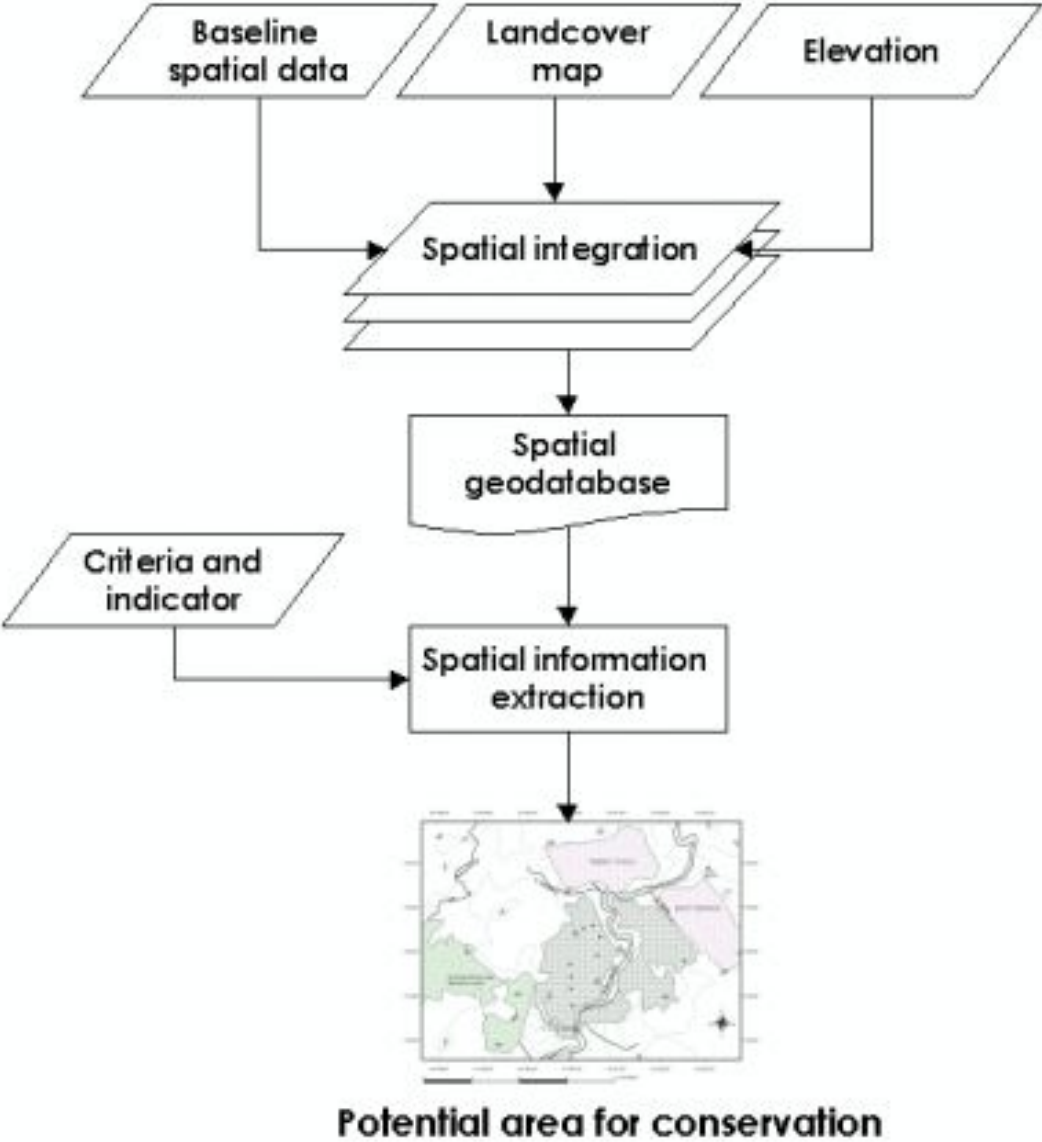 Baseline
spatial data
Landcover
map
Elevation
Spatial integration
Spatial
geodatabase
Criteria and
indicator
Spatial information
extraction
Potential area for conservation